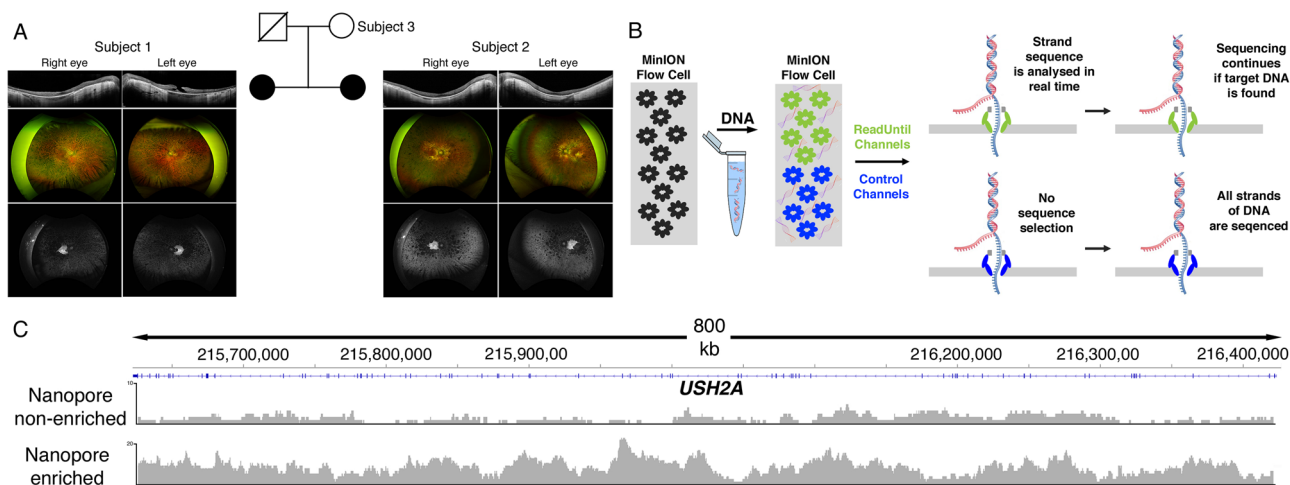 A
Subject 1
Right eye
Left eye
Subject 3
Subject 2
Right eye
Left eye
B
MinION
Flow Cell
DNA
MinION
Flow Cell
ReadUntil
Channels
Control
Channels
Strand
sequence
is analysed in
real time
Sequencing
continues
if target DNA
is found
No
sequence
selection
All strands
of DNA
are seqenced
C
800
kb
215,700,000
215,800,000
215,900,00
216,200,000
216,300,000
216,400,000
USH2A
Nanopore
non-enriched
10
Nanopore
enriched
20